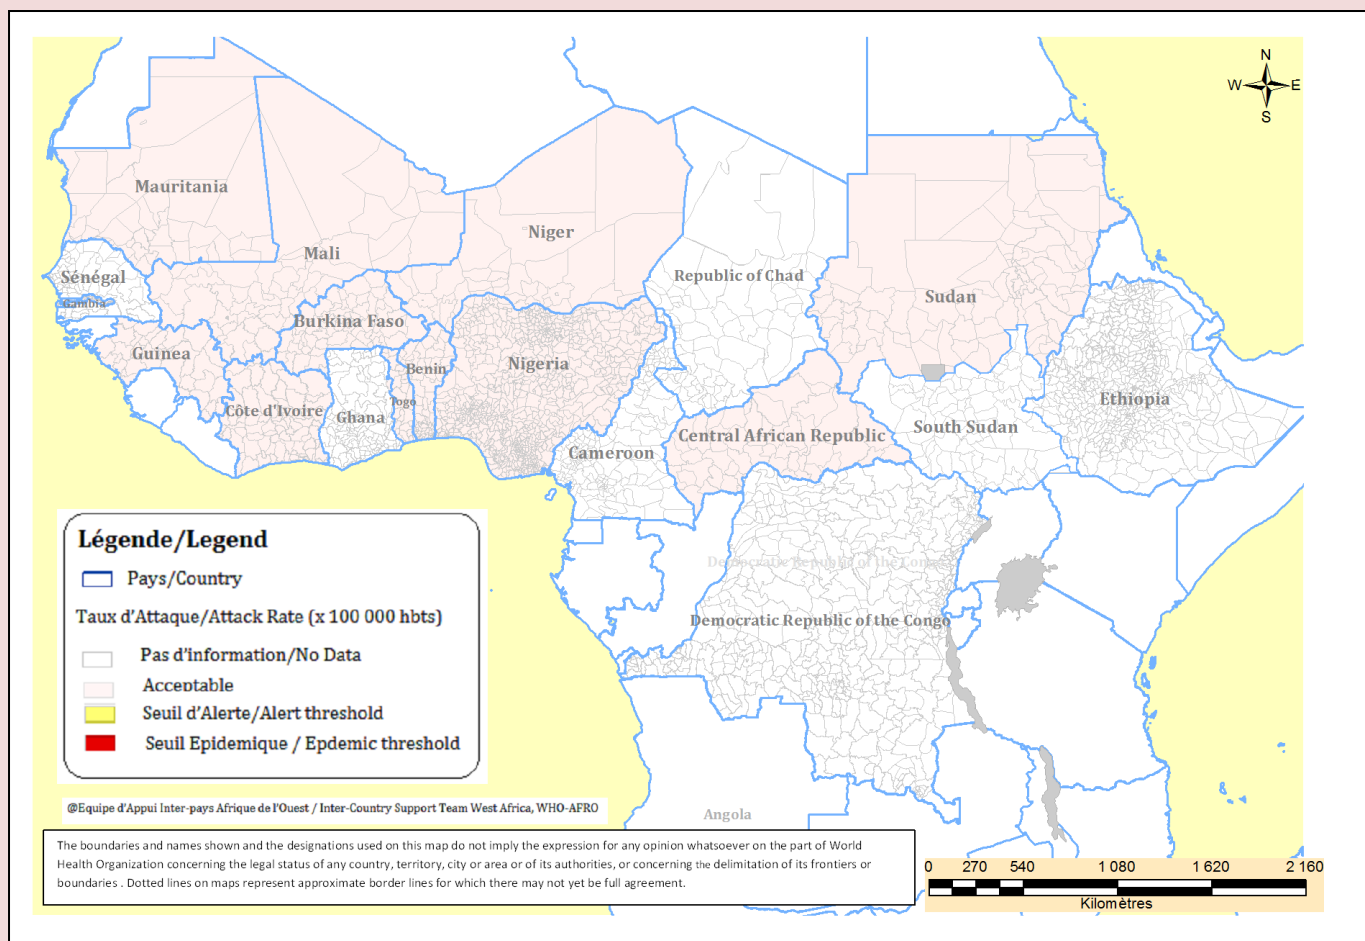 N
W E
S
Mauritania
Mali
Niger
Republic of Chad
Sudan
Sénégal
Gambia
Burkina Faso
Guinea
Benin
Nigeria
Côte d'Ivoire
Ghana
Togo
Ethiopia
Central African Republic
South Sudan
Cameroon
Democratic Republic of the Congo
Democratic Republic of the Congo
Angola
Légende/Legend
Pays/Country
Taux d'Attaque/Attack Rate (x 100 000 hbts)
Pas d'information/No Data
Acceptable
Seuil d'Alerte/Alert threshold
Seuil Epidemique / Epdemic threshold
@Equipe d'Appui Inter-pays Afrique de l'Ouest / Inter-Country Support Team West Africa, WHO-AFRO
The boundaries and names shown and the designations used on this map do not imply the expression for any opinion whatsoever on the part of World
Health Organization concerning the legal status of any country, territory, city or area or of its authorities, or concerning the delimitation of its frontiers or
boundaries . Dotted lines on maps represent approximate border lines for which there may not yet be full agreement.
0 270 540 1 080 1 620 2 160
Kilomètres